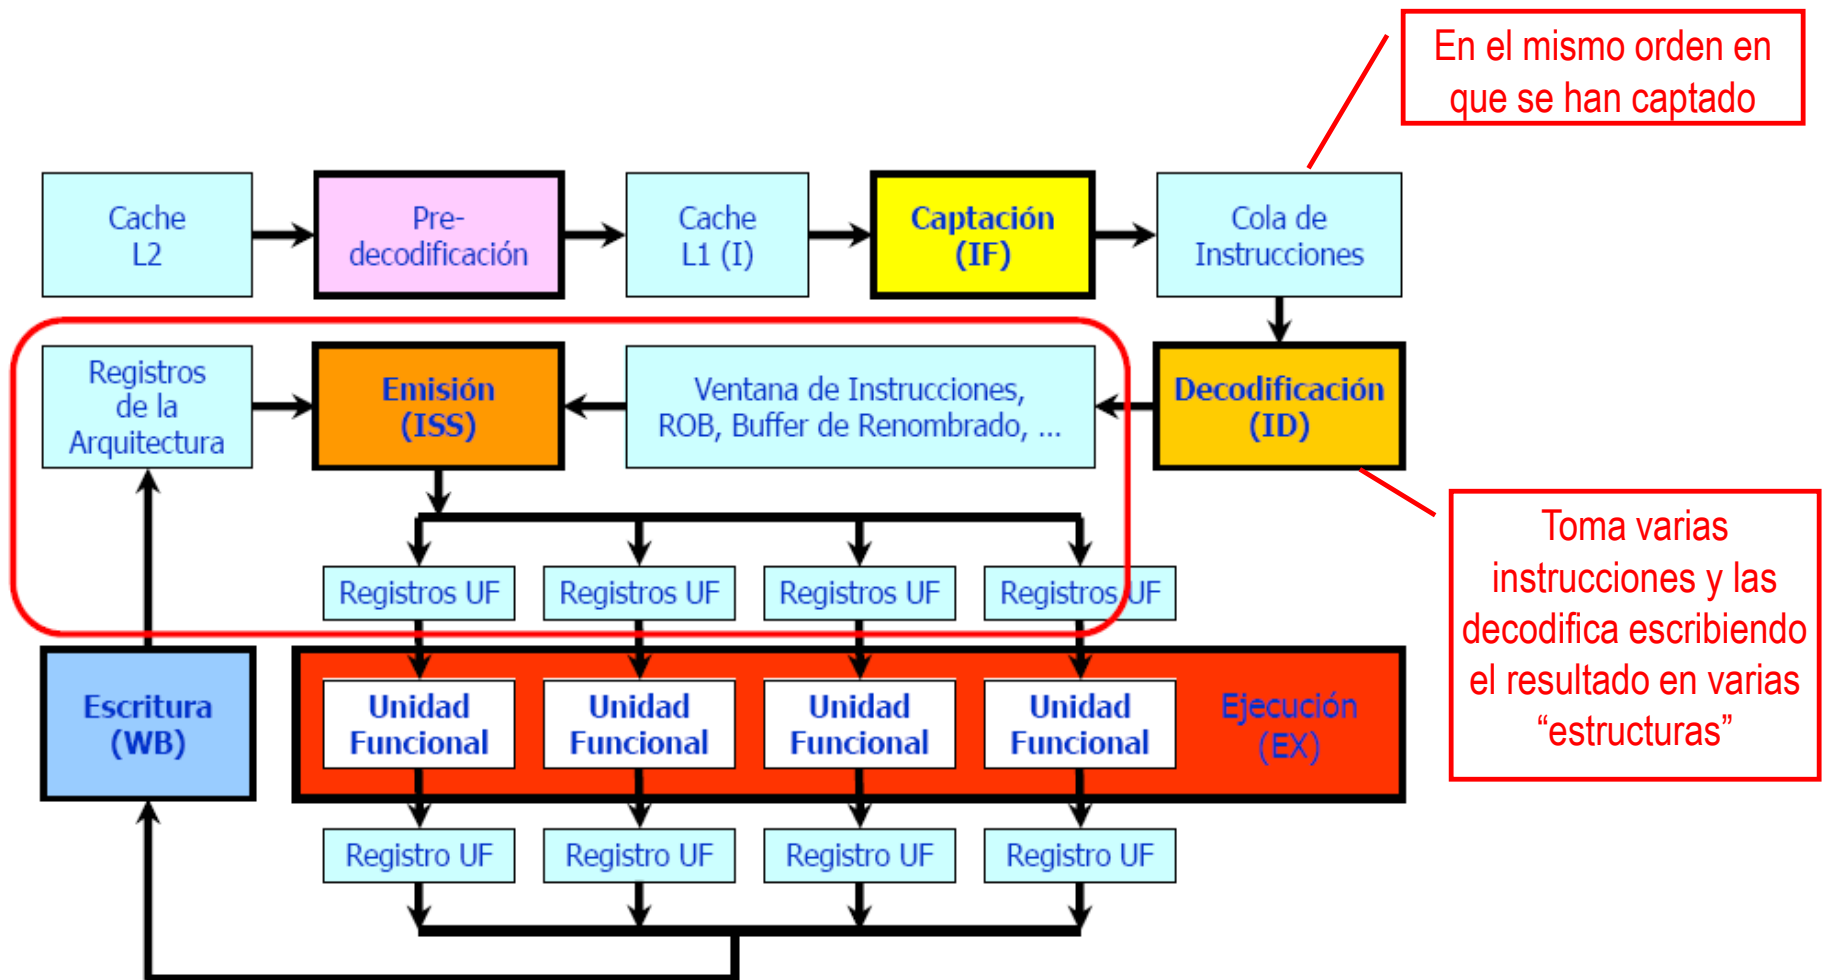 En el mismo orden en
que se han captado
Cache
L2
Pre-
decodificación
Cache
L1 (I)
Captación
(IF)
Cola de
Instrucciones
Registros
de la
Arquitectura
Emisión
(ISS)
Ventana de Instrucciones,
ROB, Buffer de Renombrado, ...
Decodificación
(ID)
Toma varias
instrucciones y las
decodifica escribiendo
el resultado en varias
“estructuras”
Registros UF
Registros UF
Registros UF
Registros UF
Escritura
(WB)
Unidad
Funcional
Unidad
Funcional
Unidad
Funcional
Unidad
Funcional
Ejecución
(EX)
Registro UF
Registro UF
Registro UF
Registro UF